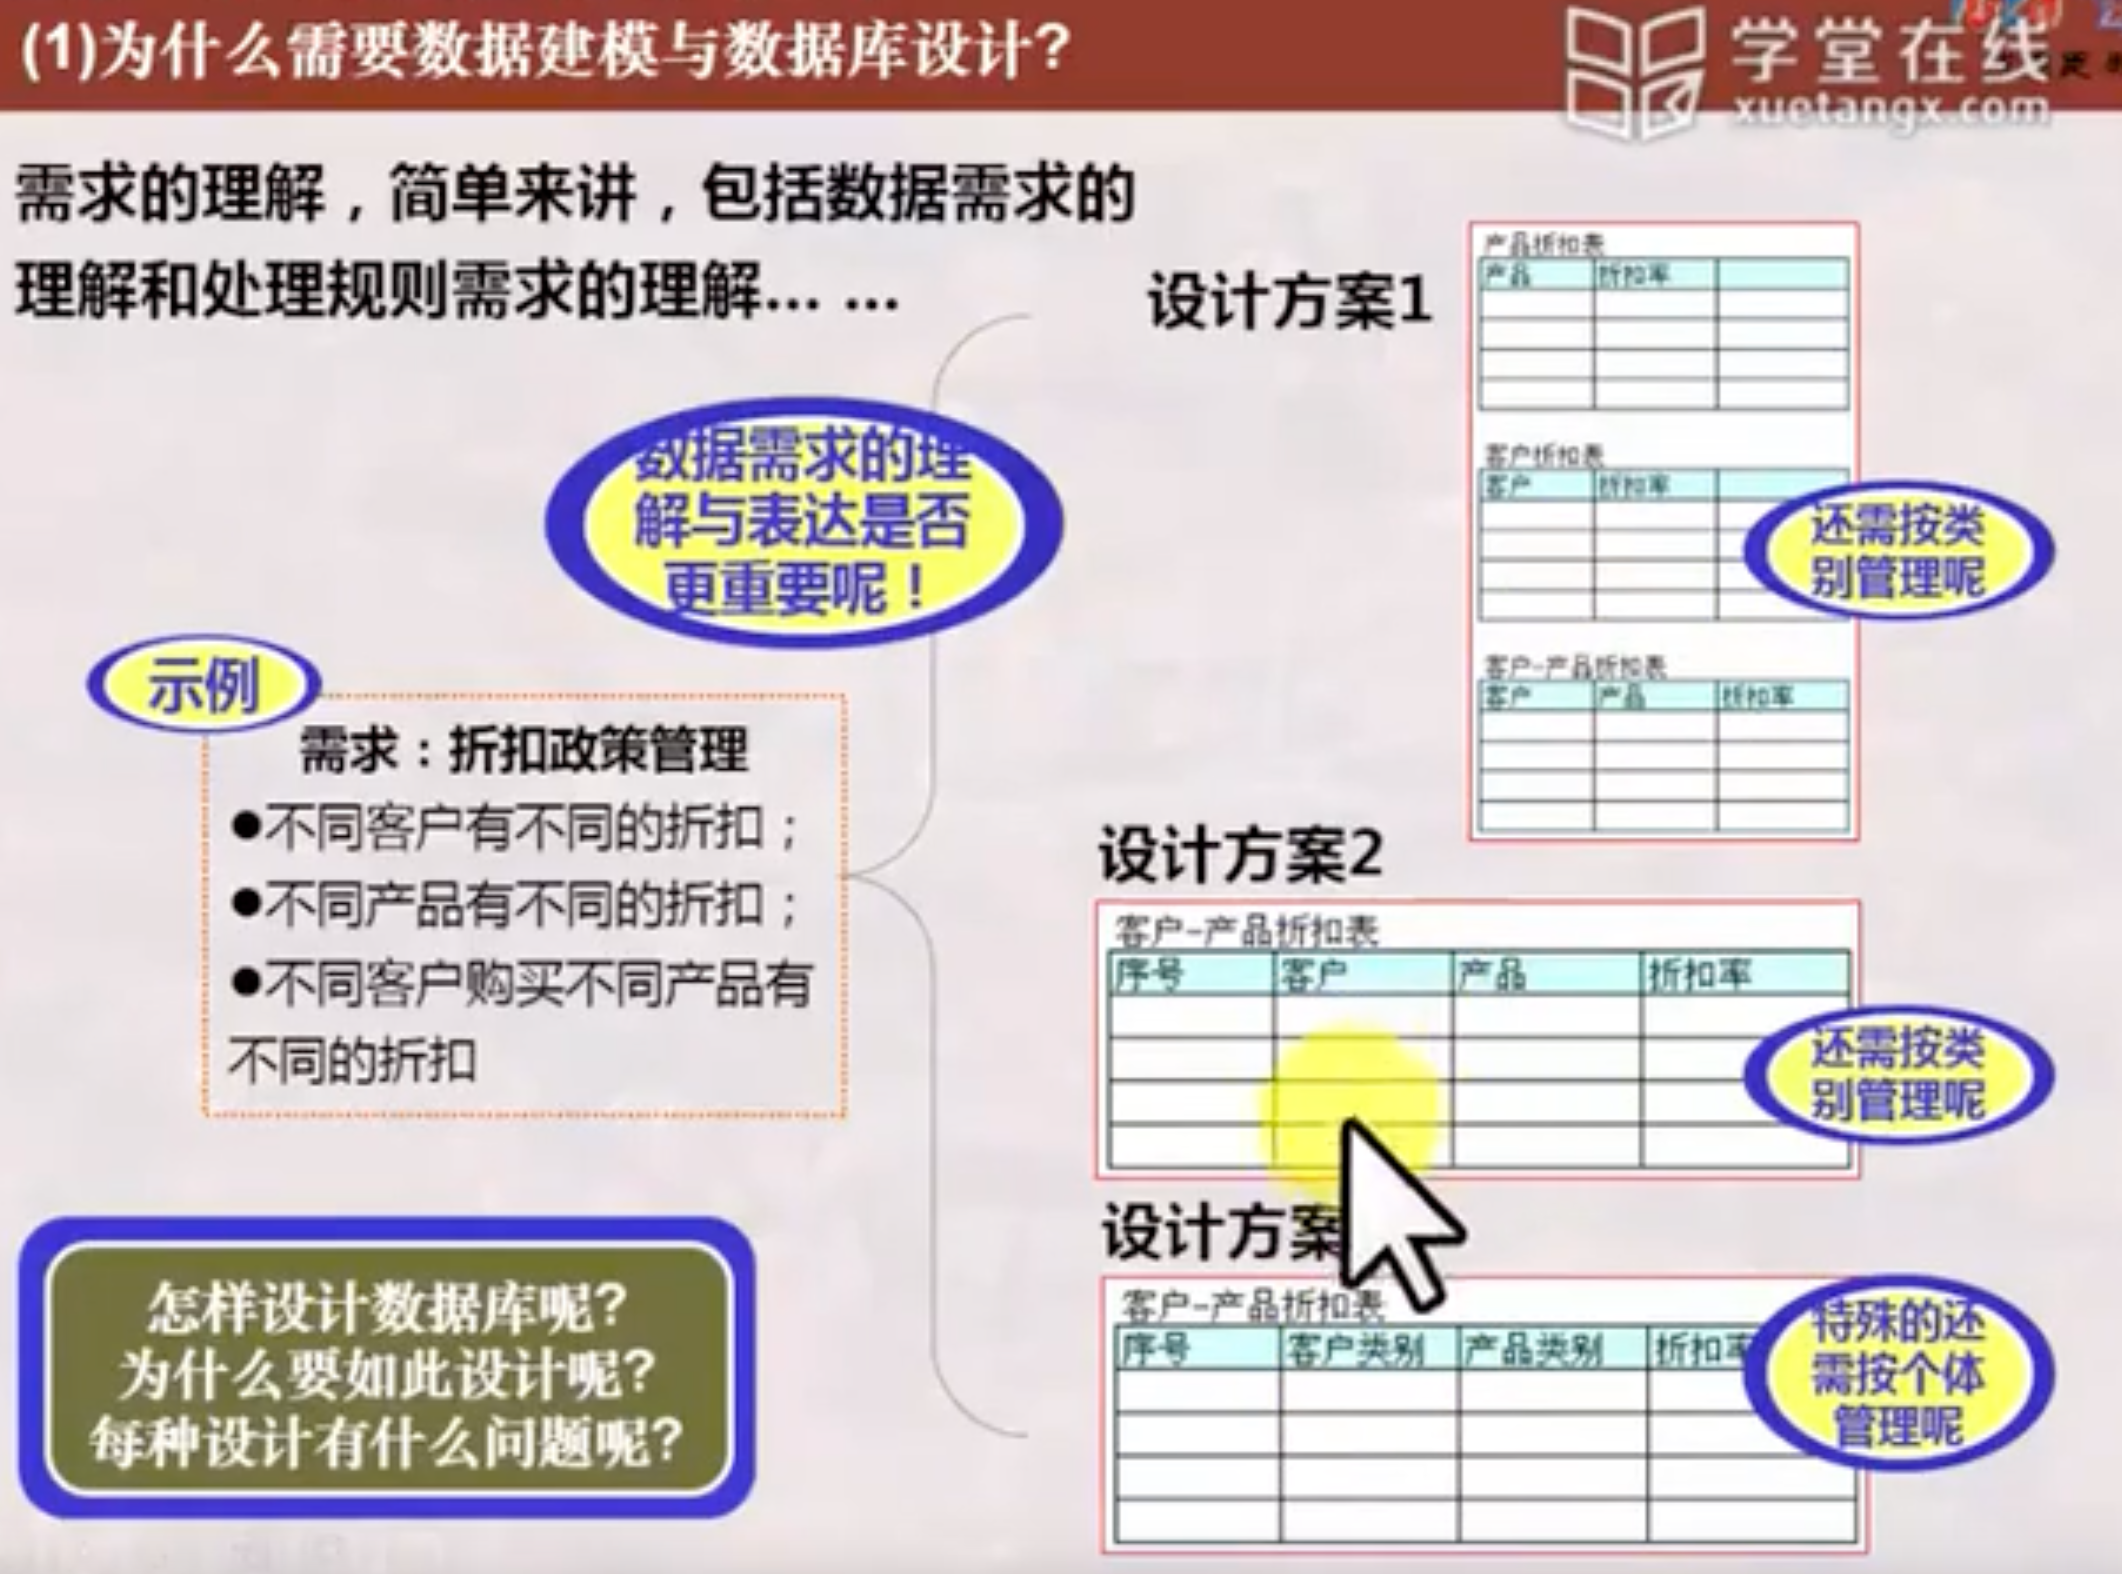 (1)为什么需要数据建模与数据库设计?
学堂在线
xuetangx.com
需求的理解，简单来讲，包括数据需求的
理解和处理规则需求的理解... ...
数据需求的理
解与表达是否
更重要呢！
示例
需求：折扣政策管理
●不同客户有不同的折扣；
●不同产品有不同的折扣；
●不同客户购买不同产品有
不同的折扣
怎样设计数据库呢?
为什么要如此设计呢?
每种设计有什么问题呢?
设计方案1
产品折扣表
产品 折扣率
客户折扣表
客户 折扣率
还需按类
别管理呢
客户-产品折扣表
客户 产品 折扣率
设计方案2
客户-产品折扣表
序号 客户 产品 折扣率
还需按类
别管理呢
设计方案
客户-产品折扣表
序号 客户类别 产品类别 折扣率
特殊的还
需按个体
管理呢